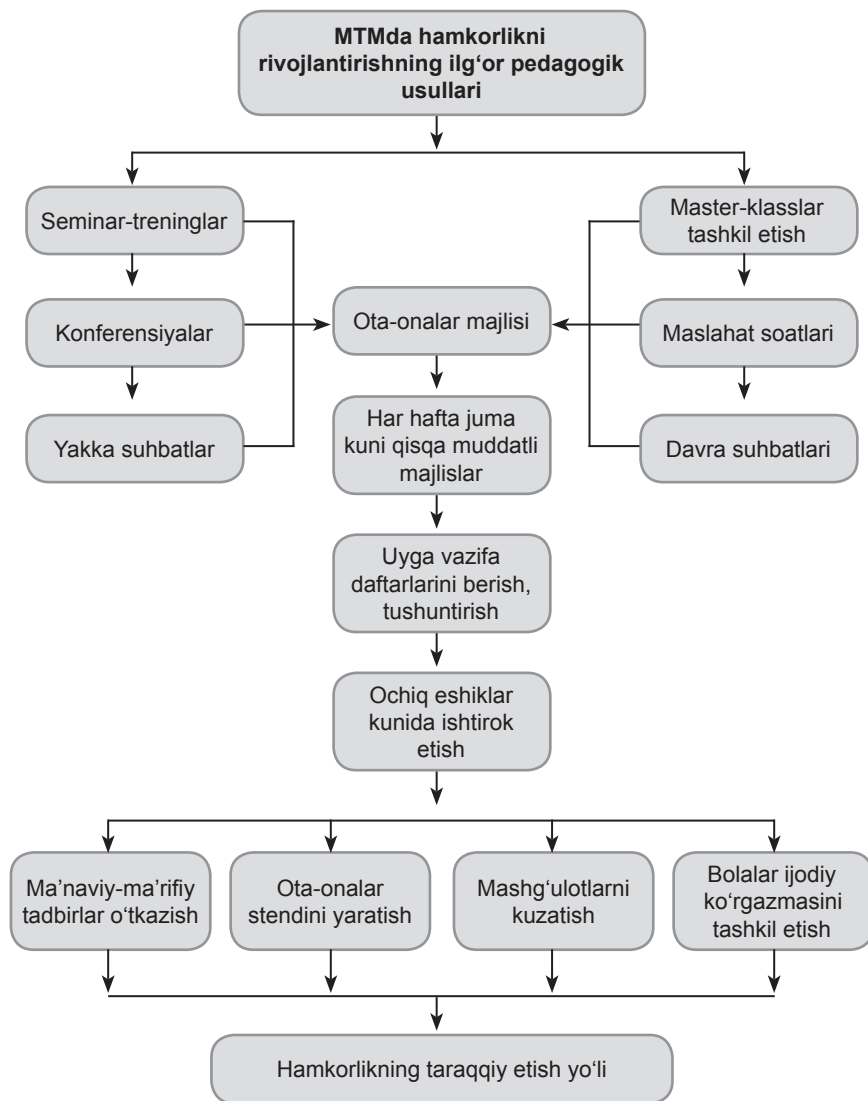 MTMda hamkorlikni
rivojlantirishning ilg‘or pedagogik
usullari
Seminar-treninglar
Master-klasslar
tashkil etish
Konferensiyalar
Ota-onalar majlisi
Maslahat soatlari
Yakka suhbatlar
Har hafta juma
kuni qisqa muddatli
majlislar
Davra suhbatlari
Uyga vazifa
daftarlarini berish,
tushuntirish
Ochiq eshiklar
kunida ishtirok
etish
Ma’naviy-ma’rifiy
tadbirlar o‘tkazish
Ota-onalar
stendini yaratish
Mashg‘ulotlarni
kuzatish
Bolalar ijodiy
ko‘rgazmasini
tashkil etish
Hamkorlikning taraqqiy etish yo‘li